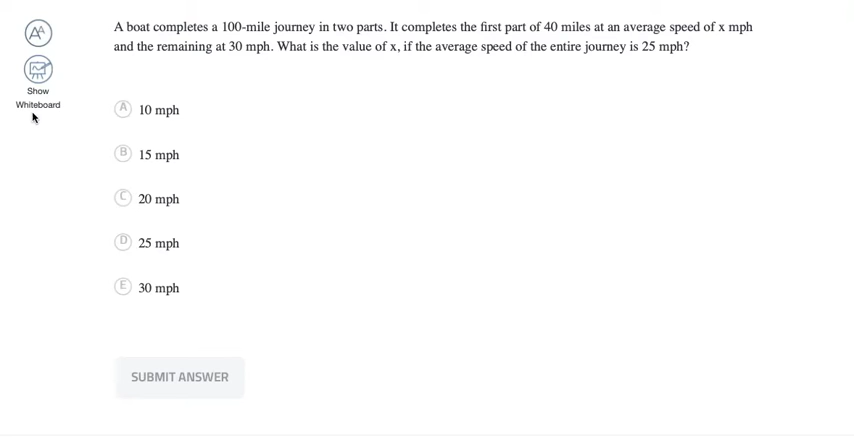 A boat completes a 100-mile journey in two parts. It completes the first part of 40 miles at an average speed of x mph
and the remaining at 30 mph. What is the value of x, if the average speed of the entire journey is 25 mph?
AA
Show
Whiteboard
A 10 mph
B 15 mph
C 20 mph
D 25 mph
E 30 mph
SUBMIT ANSWER